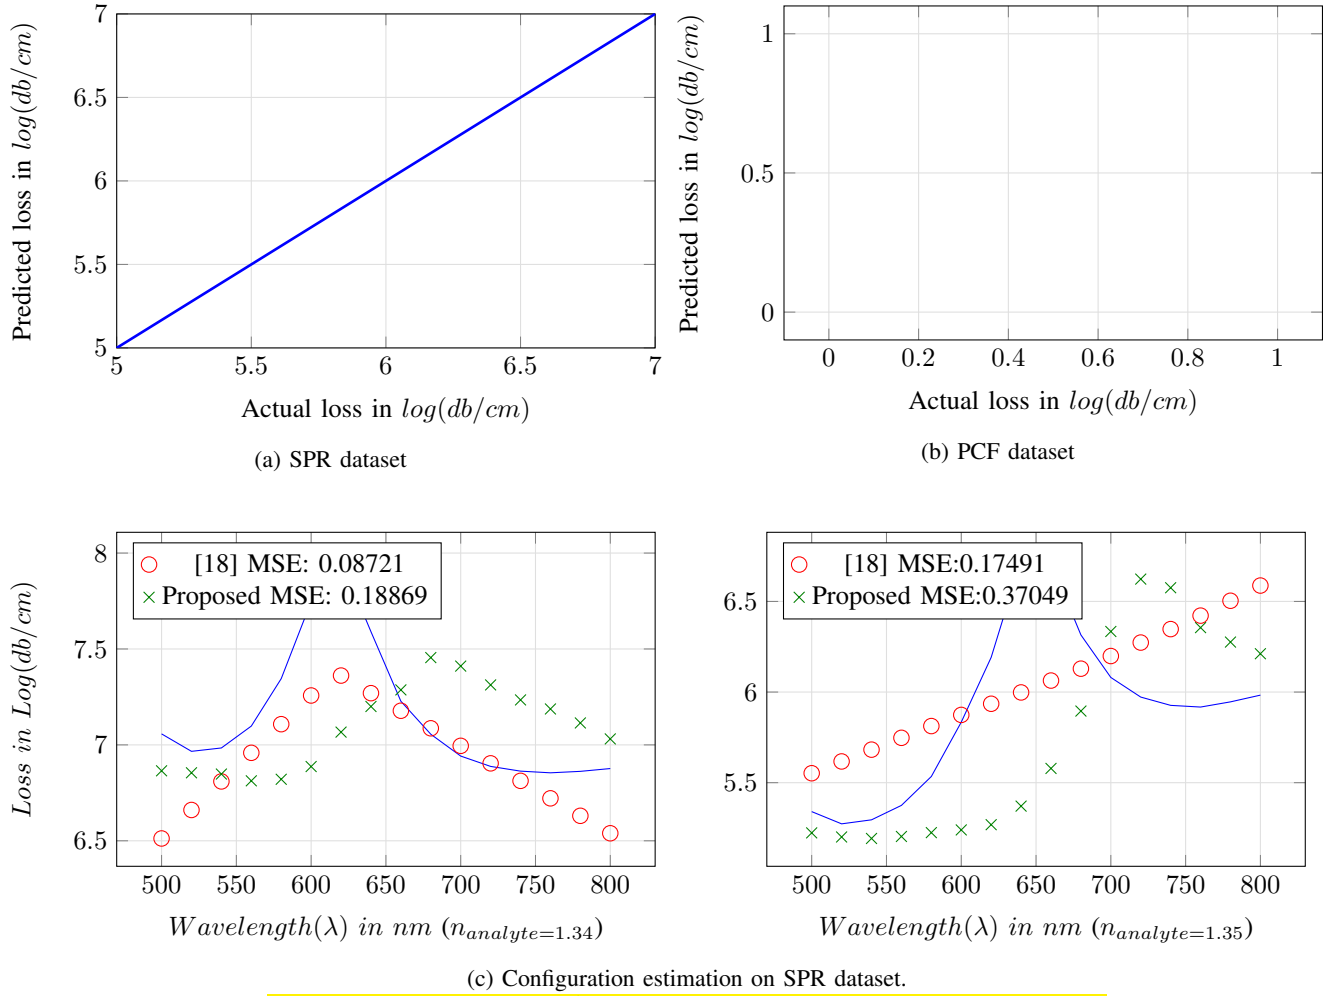 7
6.5
6
5.5
5
5
5.5
6
6.5
7
Predicted loss in log(db/cm)
Actual loss in log(db/cm)
(a) SPR dataset
1
0.5
0
0
0.2
0.4
0.6
0.8
1
Predicted loss in log(db/cm)
Actual loss in log(db/cm)
(b) PCF dataset
8
7.5
7
6.5
500
550
600
650
700
750
800
Loss in Log(db/cm)
[18] MSE: 0.08721
Proposed MSE: 0.18869
Wavelength(λ) in nm (n_analyte=1.34)
6.5
6
5.5
500
550
600
650
700
750
800
[18] MSE:0.17491
Proposed MSE:0.37049
Wavelength(λ) in nm (n_analyte=1.35)
(c) Configuration estimation on SPR dataset.